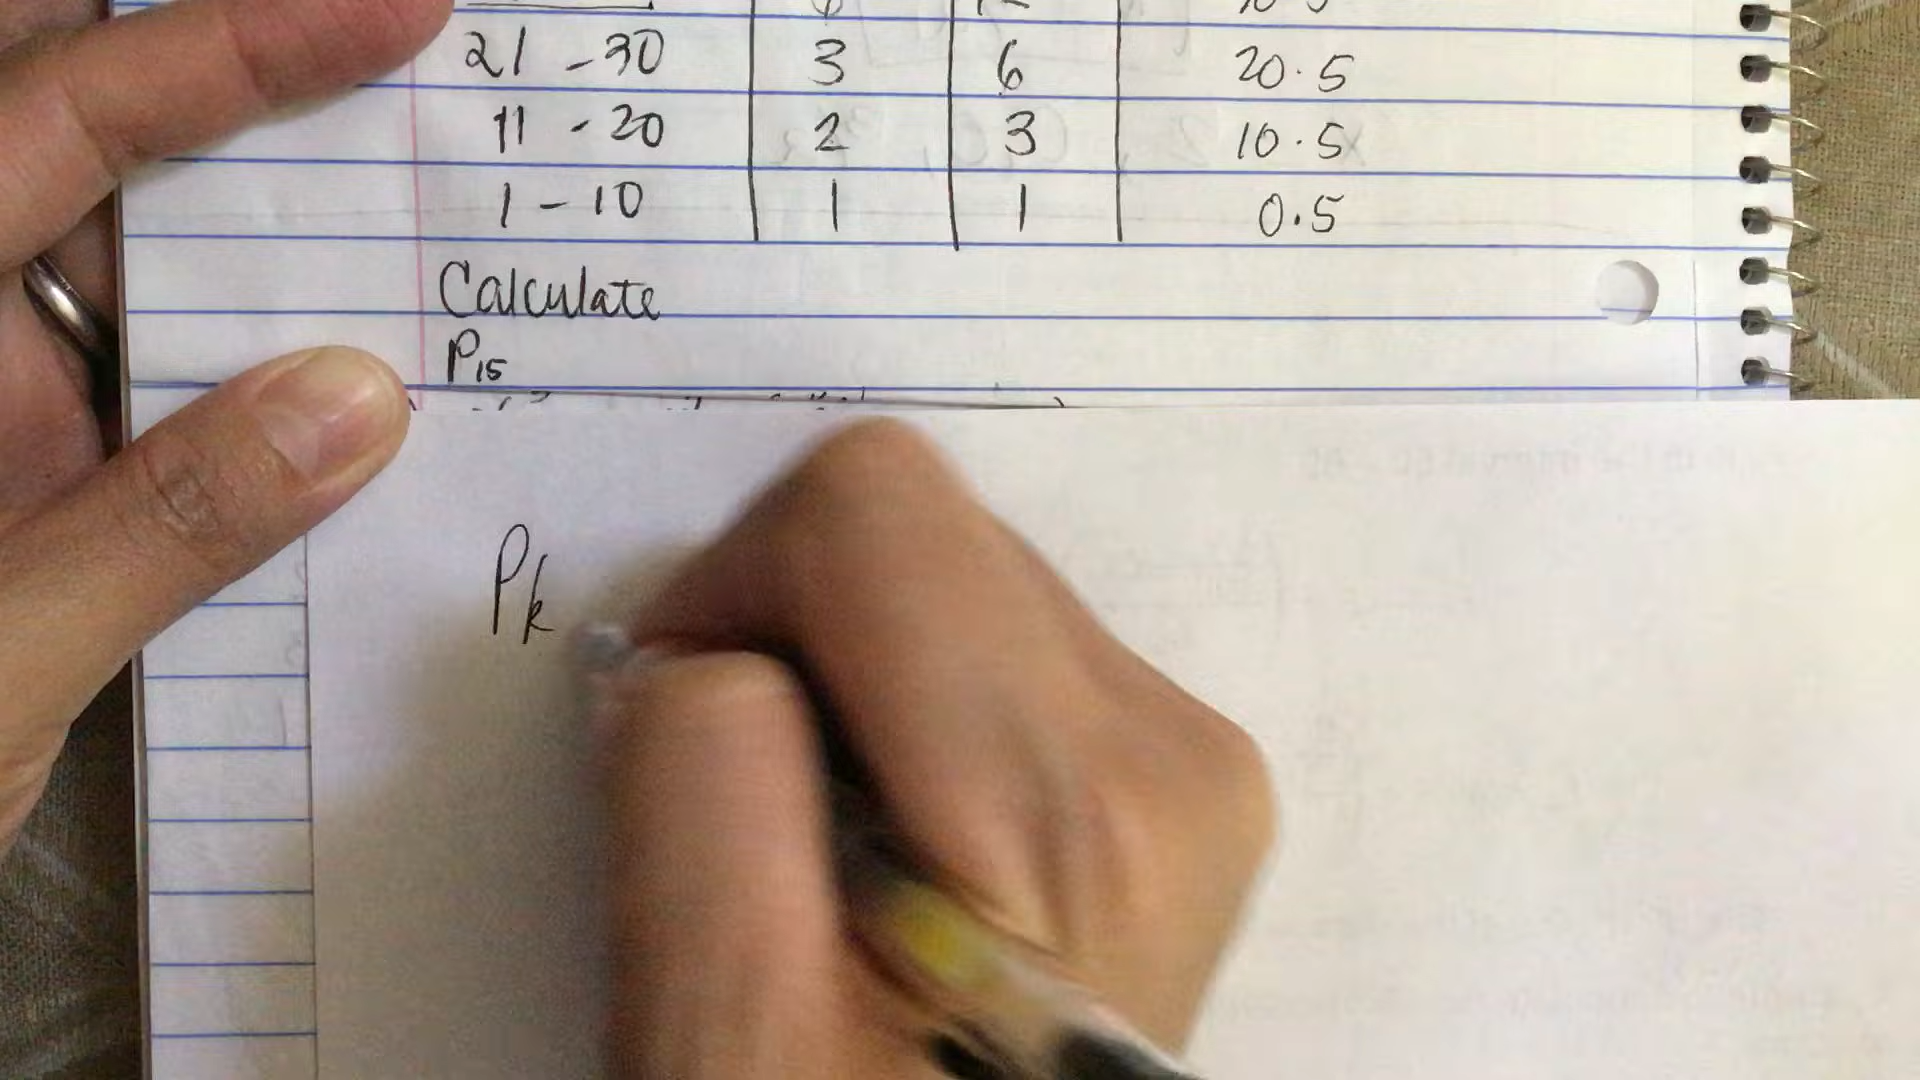 21 - 30 3 6 20.5
11 - 20 2 3 10.5
1 - 10 1 1 0.5
Calculate
P15
Pk